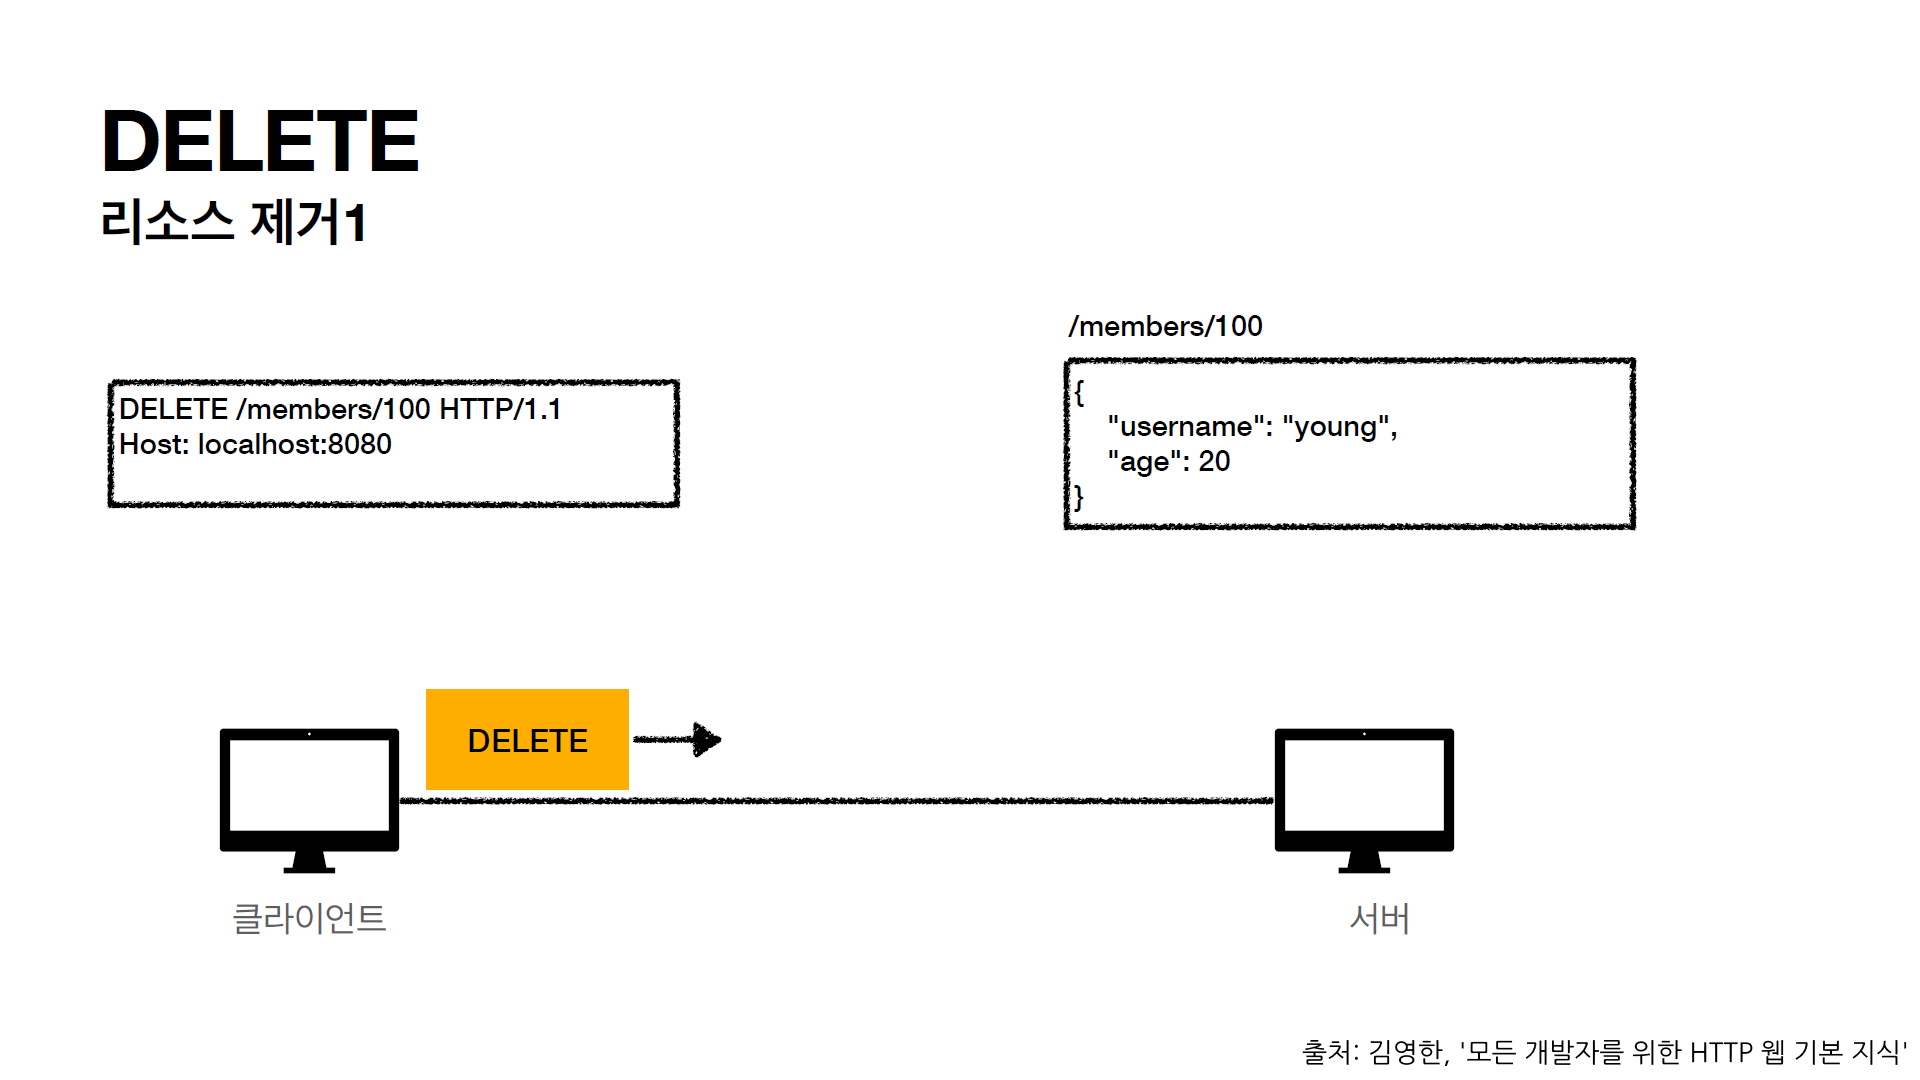 DELETE
리소스 제거1
DELETE /members/100 HTTP/1.1
Host: localhost:8080
/members/100
{
"username": "young",
"age": 20
}
DELETE
클라이언트
서버
출처: 김영한, '모든 개발자를 위한 HTTP 웹 기본 지식'